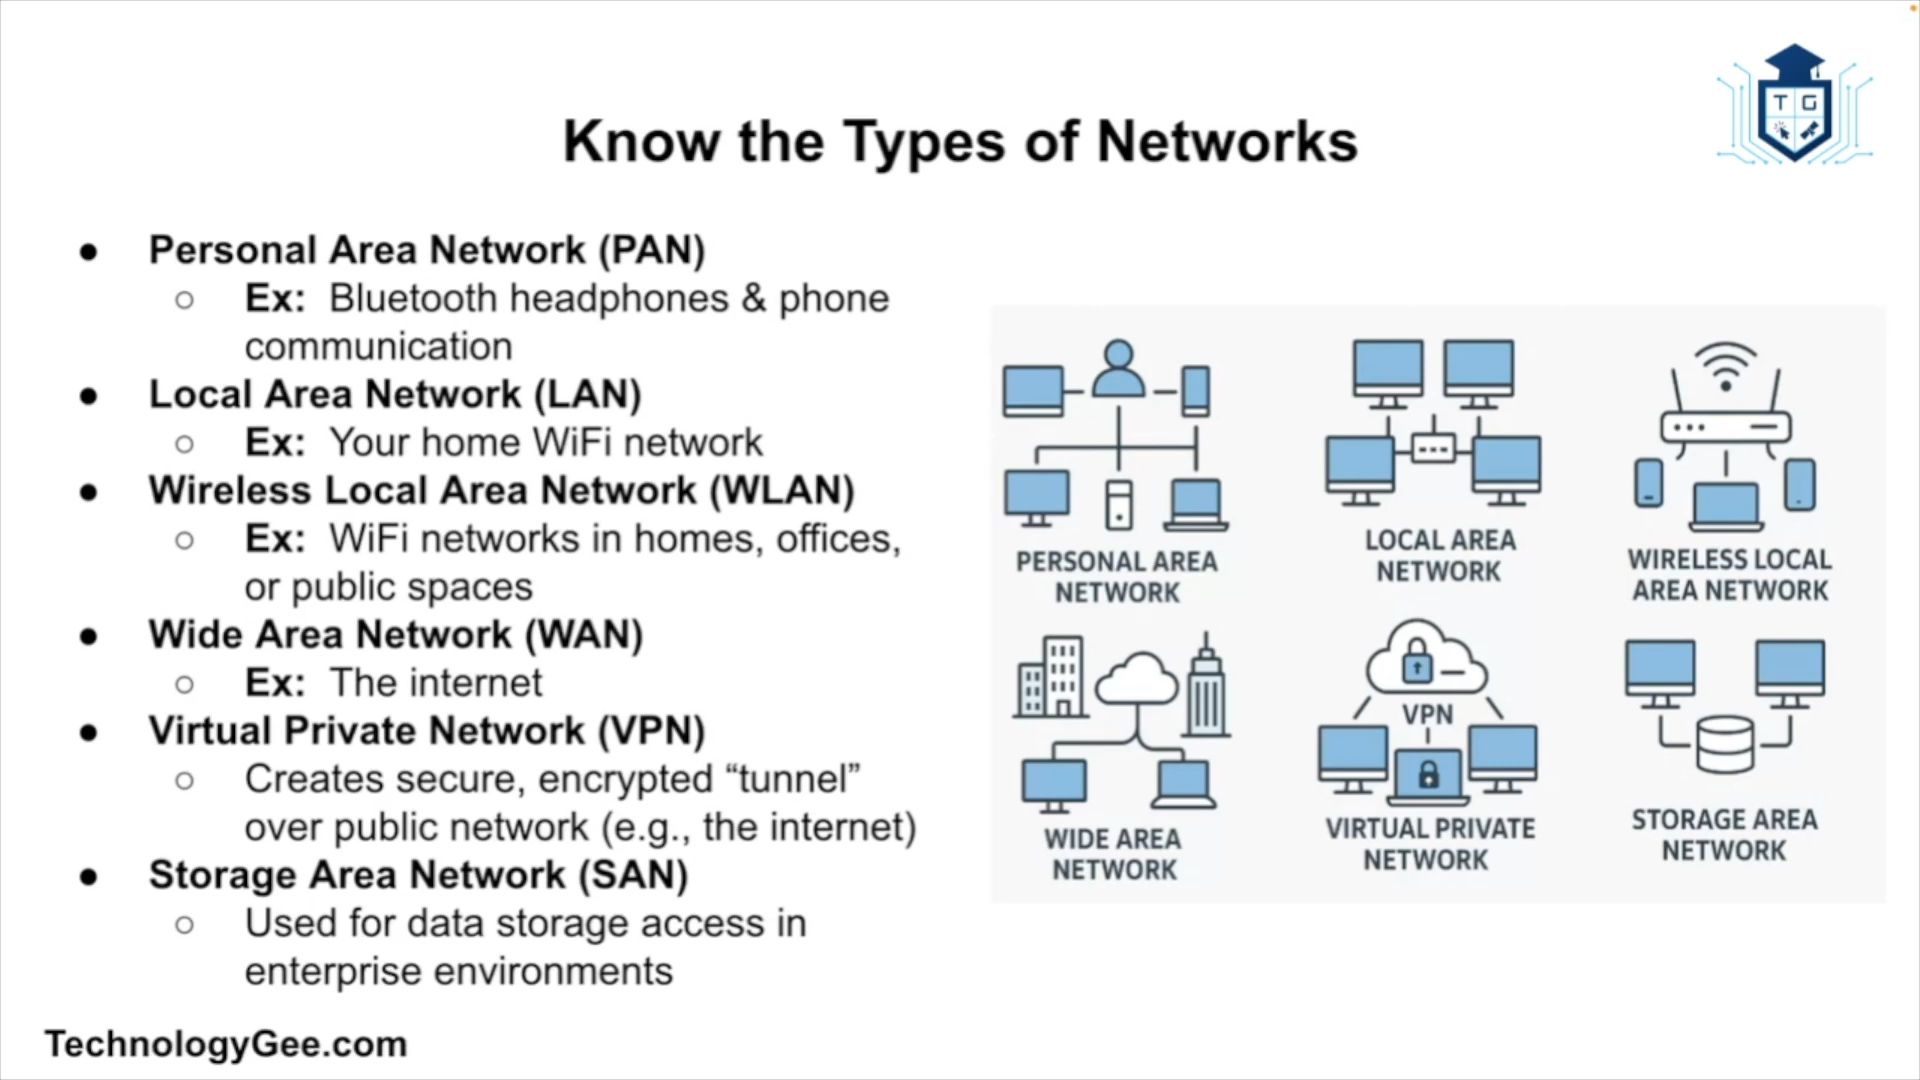 T G
Know the Types of Networks
● Personal Area Network (PAN)
○ Ex: Bluetooth headphones & phone
communication
● Local Area Network (LAN)
○ Ex: Your home WiFi network
● Wireless Local Area Network (WLAN)
○ Ex: WiFi networks in homes, offices,
or public spaces
● Wide Area Network (WAN)
○ Ex: The internet
● Virtual Private Network (VPN)
○ Creates secure, encrypted “tunnel”
over public network (e.g., the internet)
● Storage Area Network (SAN)
○ Used for data storage access in
enterprise environments
PERSONAL AREA
NETWORK
LOCAL AREA
NETWORK
WIRELESS LOCAL
AREA NETWORK
WIDE AREA
NETWORK
VPN
VIRTUAL PRIVATE
NETWORK
STORAGE AREA
NETWORK
TechnologyGee.com